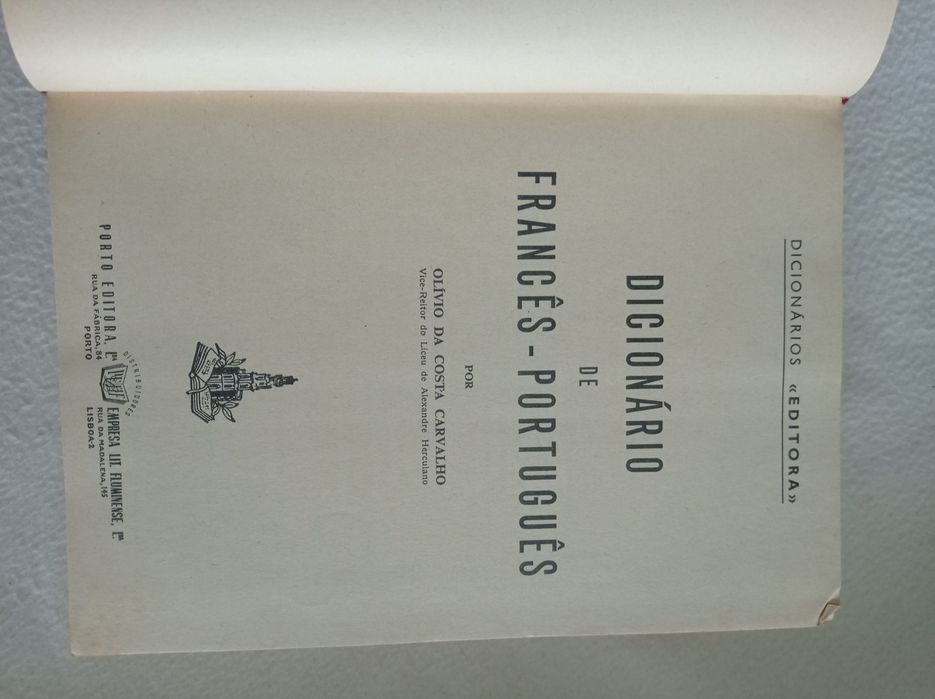 DICIONÁRIOS «EDITORA»
DICIONÁRIO
DE
FRANCÊS-PORTUGUÊS
POR
OLÍVIO DA COSTA CARVALHO
Vice-Reitor do Liceu de Alexandre Herculano
PORTO EDITORA, L.DA
RUA DA FÁBRICA, 84
PORTO
DISTRIBUIDORES
EMPRESA LIT. FLUMINENSE, L.DA
RUA DA MADALENA, 145
LISBOA-2